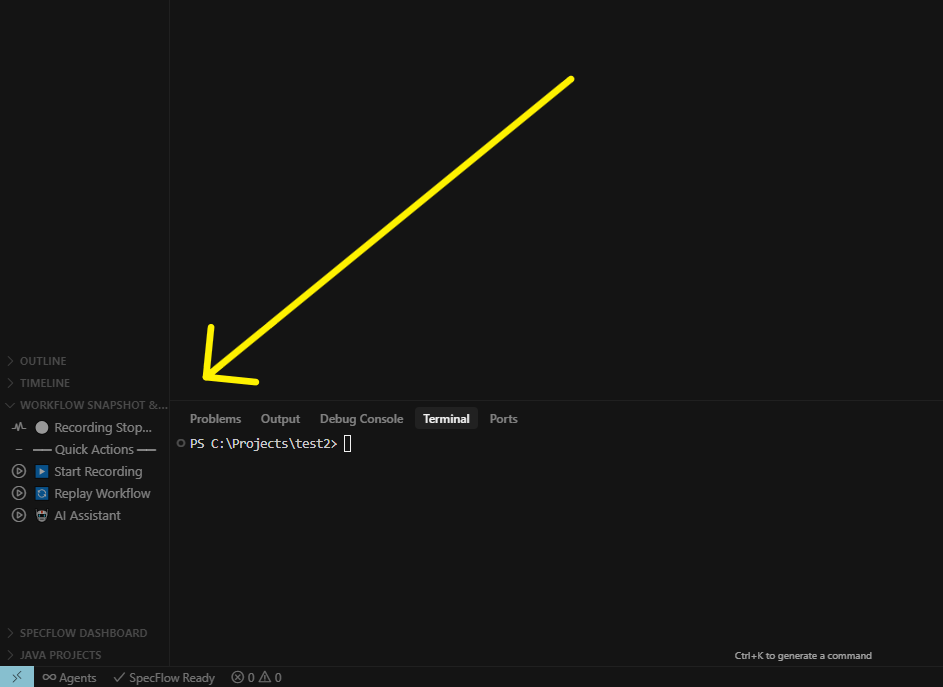 OUTLINE
TIMELINE
WORKFLOW SNAPSHOT &...
Recording Stop...
Quick Actions
Start Recording
Replay Workflow
AI Assistant
SPECFLOW DASHBOARD
JAVA PROJECTS
Problems Output Debug Console Terminal Ports
PS C:\Projects\test2>
Ctrl+K to generate a command
Agents SpecFlow Ready 0 0